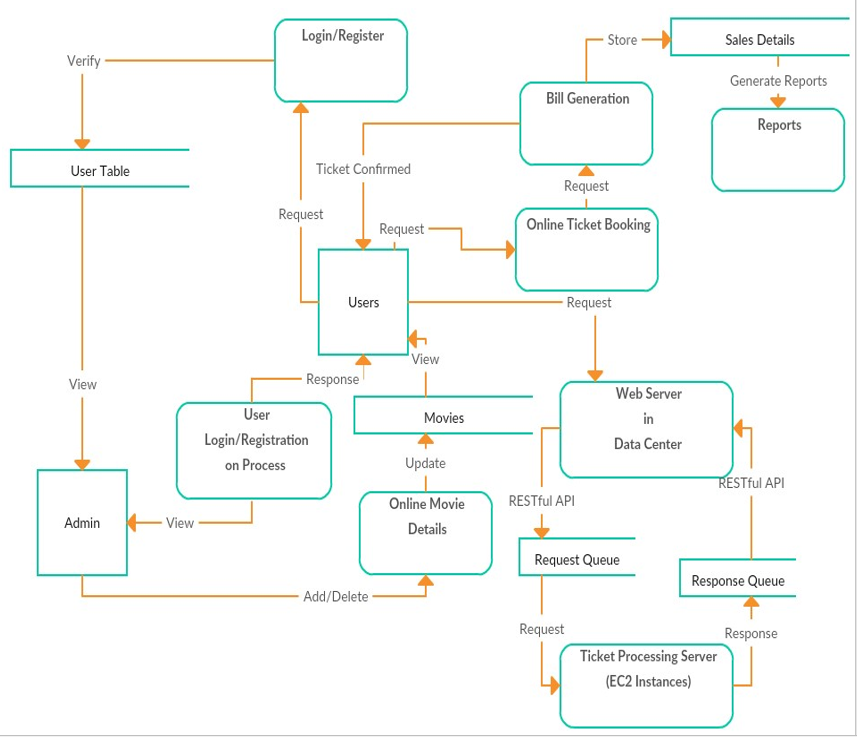 Login/Register
Store
Sales Details
Verify
Generate Reports
Bill Generation
Reports
Ticket Confirmed
User Table
Request
Request
Request
Online Ticket Booking
Users
Request
View
Response
View
Web Server
in
Data Center
User
Login/Registration
on Process
Movies
Update
RESTful API
RESTful API
Online Movie
Details
Admin
View
Request Queue
Response Queue
Add/Delete
Request
Response
Ticket Processing Server
(EC2 Instances)